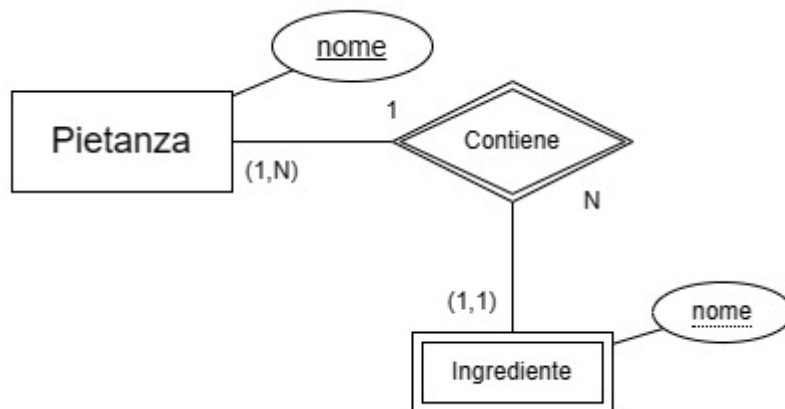 nome
Pietanza
1
Contiene
(1,N)
N
(1,1)
nome
Ingrediente